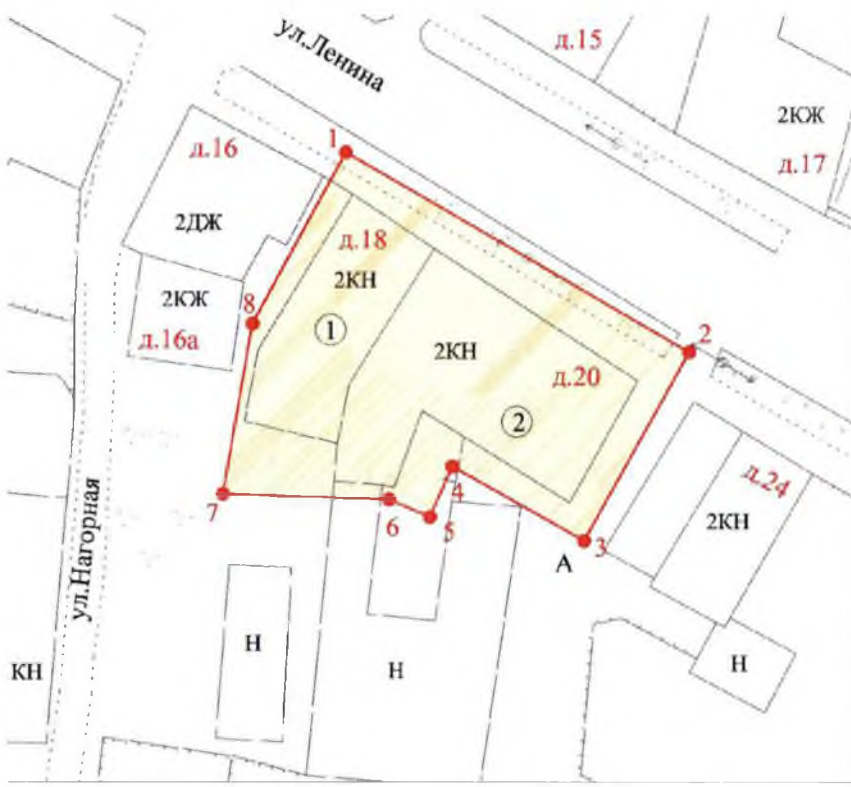 ул.Ленина
д.15
2КЖ
д.17
1
д.16
2ДЖ
д.18
2КН
2КЖ
8
д.16а
1
2КН
2
д.20
2
д.24
2КН
4
7
6
5
3
А
ул.Нагорная
Н
Н
Н
КН